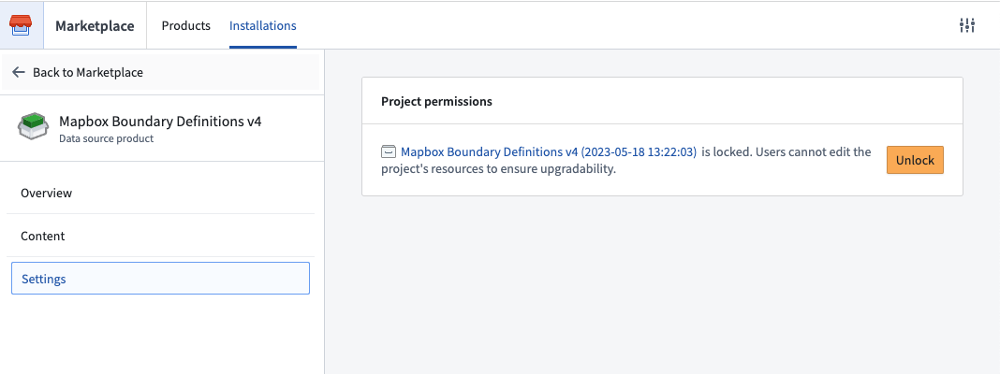 Marketplace
Products
Installations
Back to Marketplace
Mapbox Boundary Definitions v4
Data source product
Overview
Content
Settings
Project permissions
Mapbox Boundary Definitions v4 (2023-05-18 13:22:03) is locked. Users cannot edit the
project's resources to ensure upgradability.
Unlock